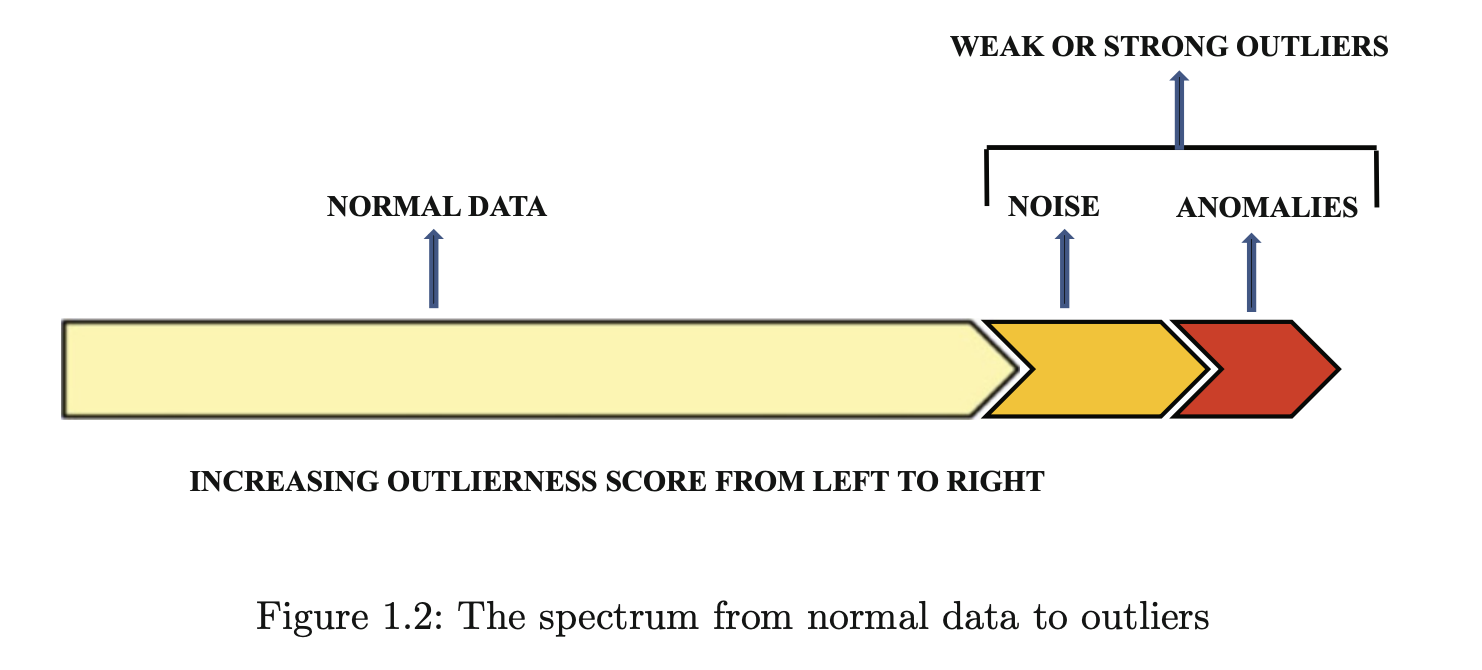 WEAK OR STRONG OUTLIERS
NORMAL DATA
NOISE
ANOMALIES
INCREASING OUTLIERNESS SCORE FROM LEFT TO RIGHT
Figure 1.2: The spectrum from normal data to outliers